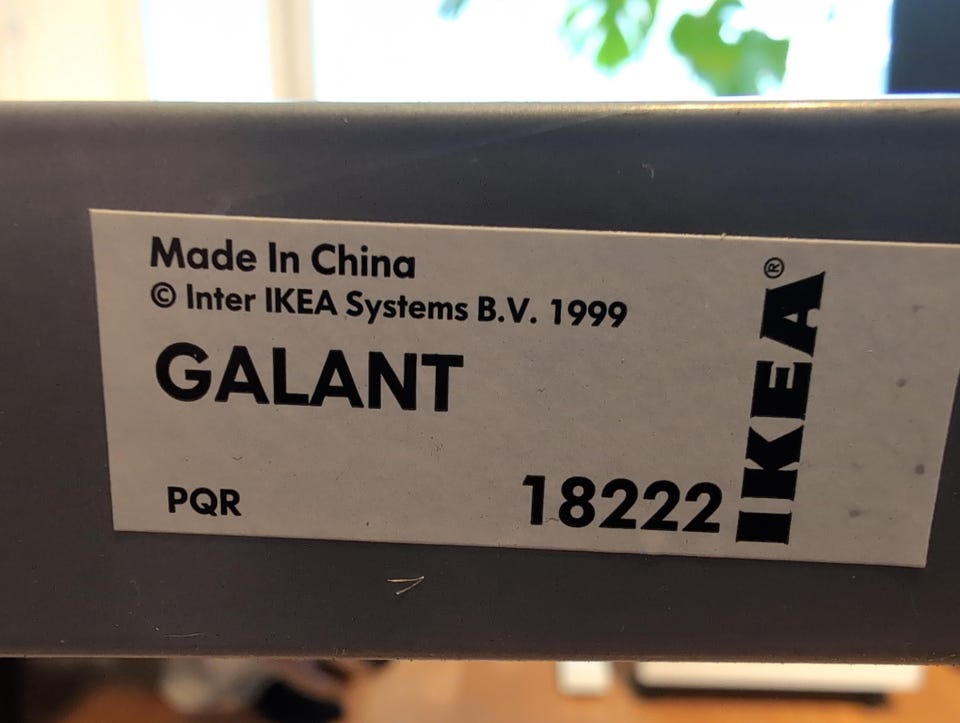 Made In China
© Inter IKEA Systems B.V. 1999
GALANT
PQR
18222
IKEA®